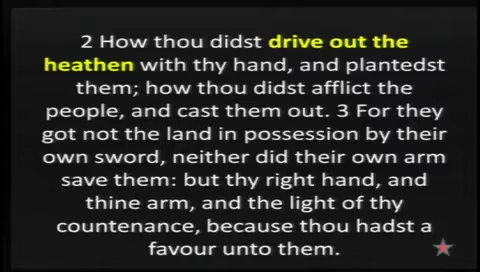 2 How thou didst drive out the
heathen with thy hand, and plantedst
them; how thou didst afflict the
people, and cast them out. 3 For they
got not the land in possession by their
own sword, neither did their own arm
save them: but thy right hand, and
thine arm, and the light of thy
countenance, because thou hadst a
favour unto them.